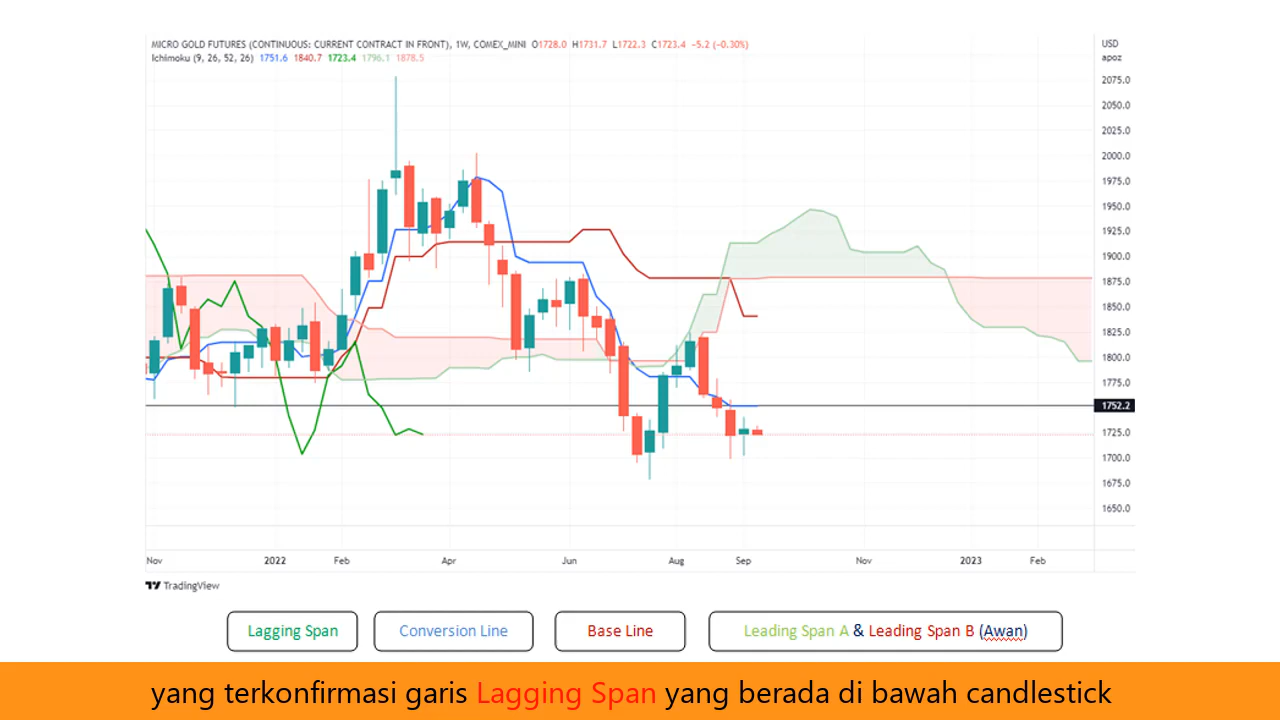 MICRO GOLD FUTURES (CONTINUOUS: CURRENT CONTRACT IN FRONT), 1W, COMEX_MINI O1728.0 H1731.7 L1722.3 C1723.4 −5.2 (−0.30%)
Ichimoku (9, 26, 52, 26) 1751.6 1840.7 1723.4 1796.1 1878.5
USD
apoz
2075.0
2050.0
2025.0
2000.0
1975.0
1950.0
1925.0
1900.0
1875.0
1850.0
1825.0
1800.0
1775.0
1752.2
1725.0
1700.0
1675.0
1650.0
Nov 2022 Feb Apr Jun Aug Sep Nov 2023 Feb
TradingView
Lagging Span Conversion Line Base Line Leading Span A & Leading Span B (Awan)
yang terkonfirmasi garis Lagging Span yang berada di bawah candlestick